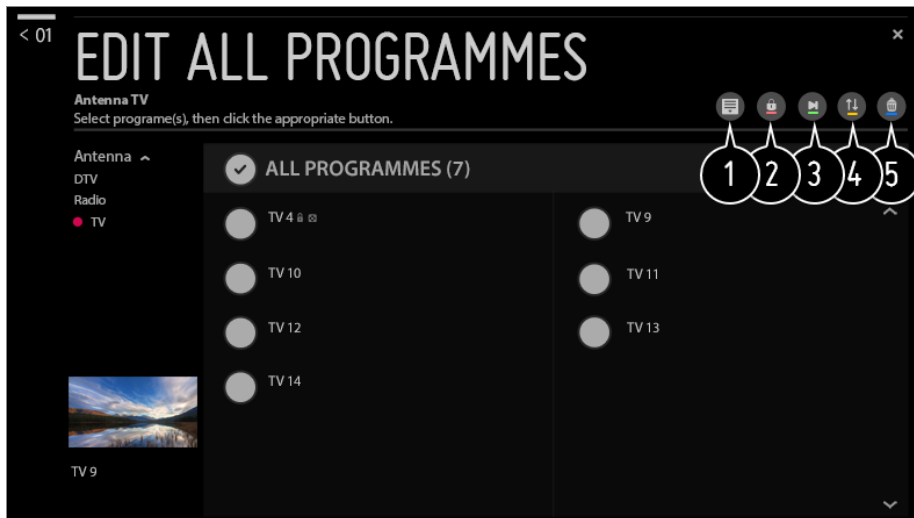 < 01
EDIT ALL PROGRAMMES
×
Antenna TV
Select programe(s), then click the appropriate button.
1 2 3 4 5
Antenna
DTV
Radio
TV
ALL PROGRAMMES (7)
TV 4
TV 9
TV 10
TV 11
TV 12
TV 13
TV 14
TV 9